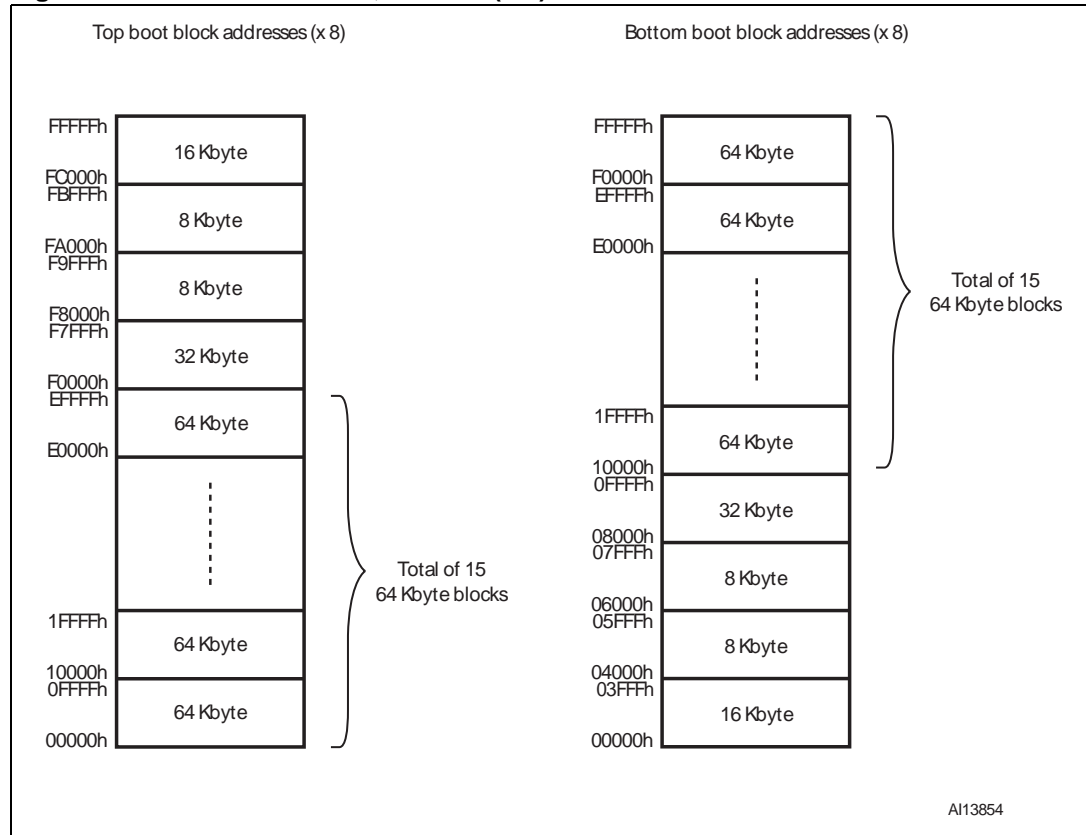 Top boot block addresses (x 8)
FFFFFh
16 Kbyte
FC000h
FBFFFh
8 Kbyte
FA000h
F9FFFh
8 Kbyte
F8000h
F7FFFh
32 Kbyte
F0000h
EFFFFh
64 Kbyte
E0000h
Total of 15
64 Kbyte blocks
1FFFFh
64 Kbyte
10000h
0FFFFh
64 Kbyte
00000h
Bottom boot block addresses (x 8)
FFFFFh
64 Kbyte
F0000h
EFFFFh
64 Kbyte
E0000h
Total of 15
64 Kbyte blocks
1FFFFh
64 Kbyte
10000h
0FFFFh
32 Kbyte
08000h
07FFFh
8 Kbyte
06000h
05FFFh
8 Kbyte
04000h
03FFFh
16 Kbyte
00000h
AI13854